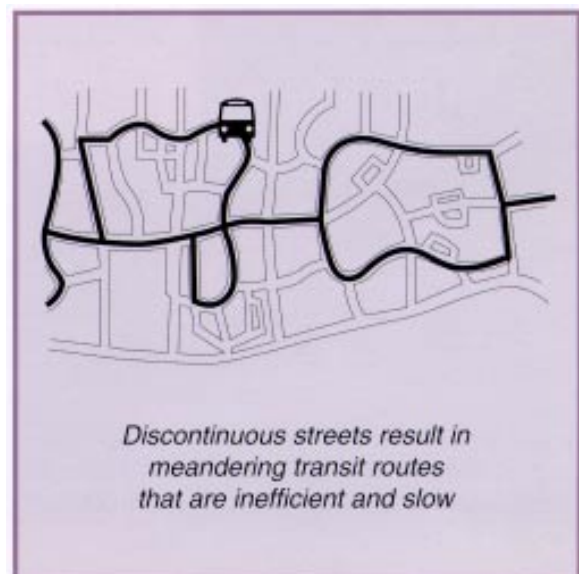 Discontinuous streets result in
meandering transit routes
that are inefficient and slow